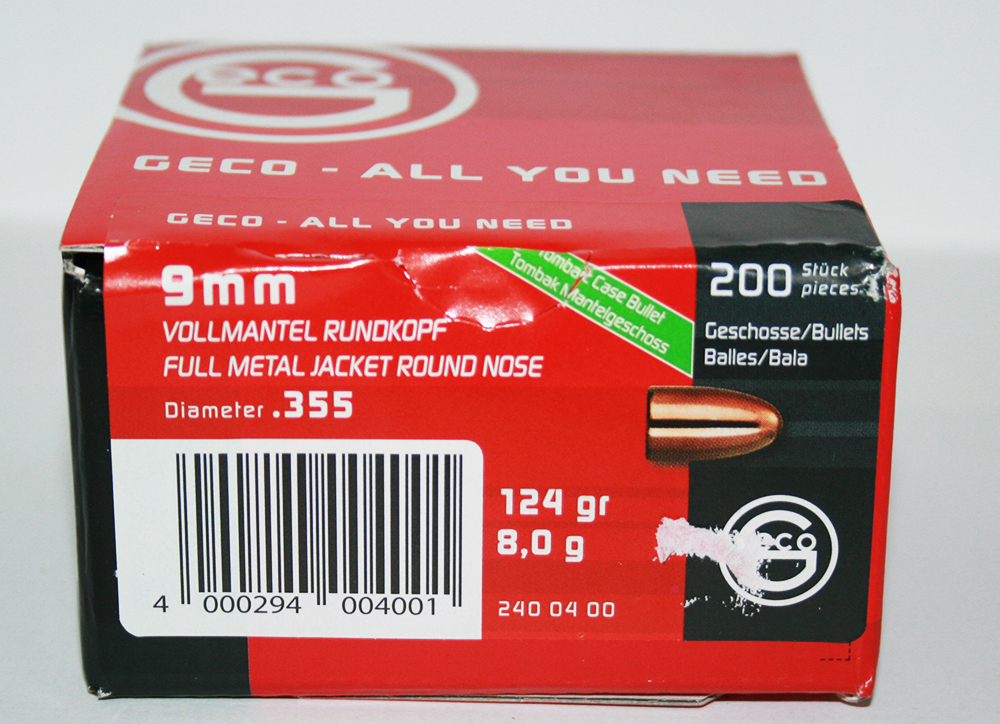 GECO
GECO - ALL YOU NEED
GECO - ALL YOU NEED
9mm
VOLLMANTEL RUNDKOPF
FULL METAL JACKET ROUND NOSE
Diameter .355
Tombak Case Bullet
Tombak Mantelgeschoss
200 Stück
pieces
Geschosse/Bullets
Balles/Bala
124 gr
8,0 g
240 04 00
GECO
4 000294 004001